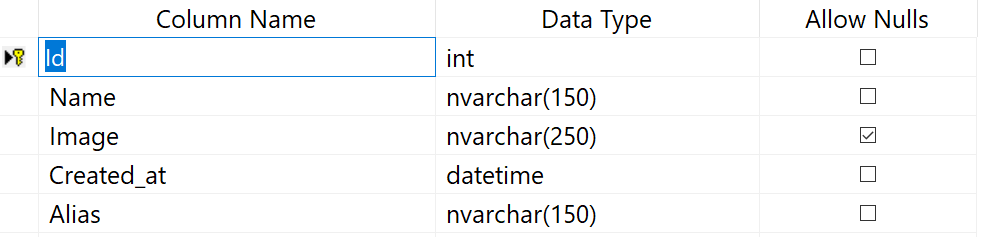 Column Name Data Type Allow Nulls
Id int
Name nvarchar(150)
Image nvarchar(250)
Created_at datetime
Alias nvarchar(150)